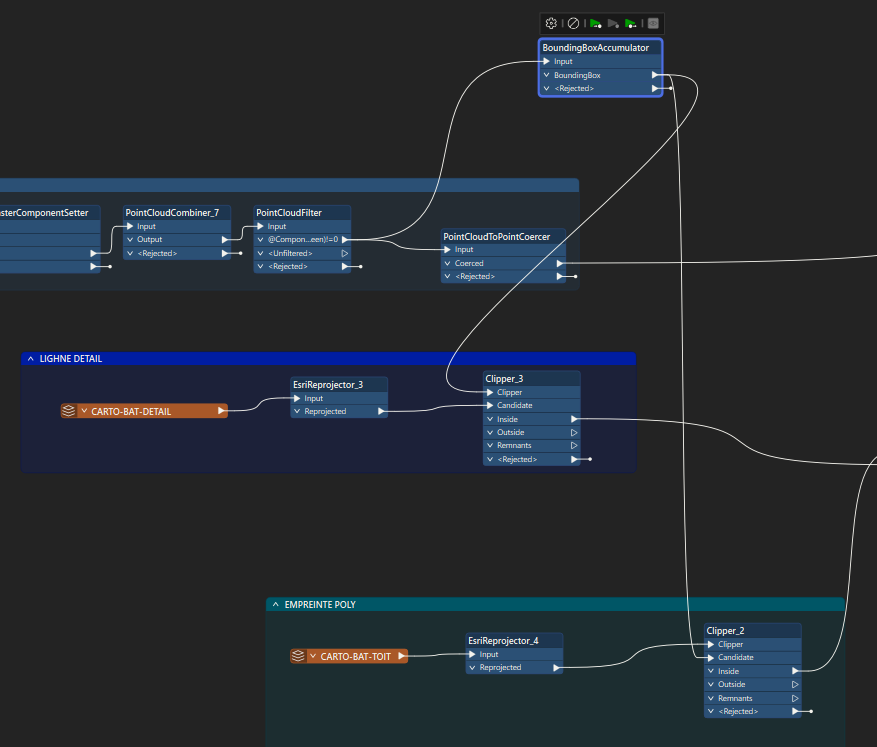 BoundingBoxAccumulator
Input
BoundingBox
<Rejected>
sterComponentSetter
PointCloudCombiner_7
Input
Output
<Rejected>
PointCloudFilter
Input
@Compon...een)!=0
<Unfiltered>
<Rejected>
PointCloudToPointCoercer
Input
Coerced
<Rejected>
LIGHNE DETAIL
CARTO-BAT-DETAIL
EsriReprojector_3
Input
Reprojected
Clipper_3
Clipper
Candidate
Inside
Outside
Remnants
<Rejected>
EMPREINTE POLY
CARTO-BAT-TOIT
EsriReprojector_4
Input
Reprojected
Clipper_2
Clipper
Candidate
Inside
Outside
Remnants
<Rejected>